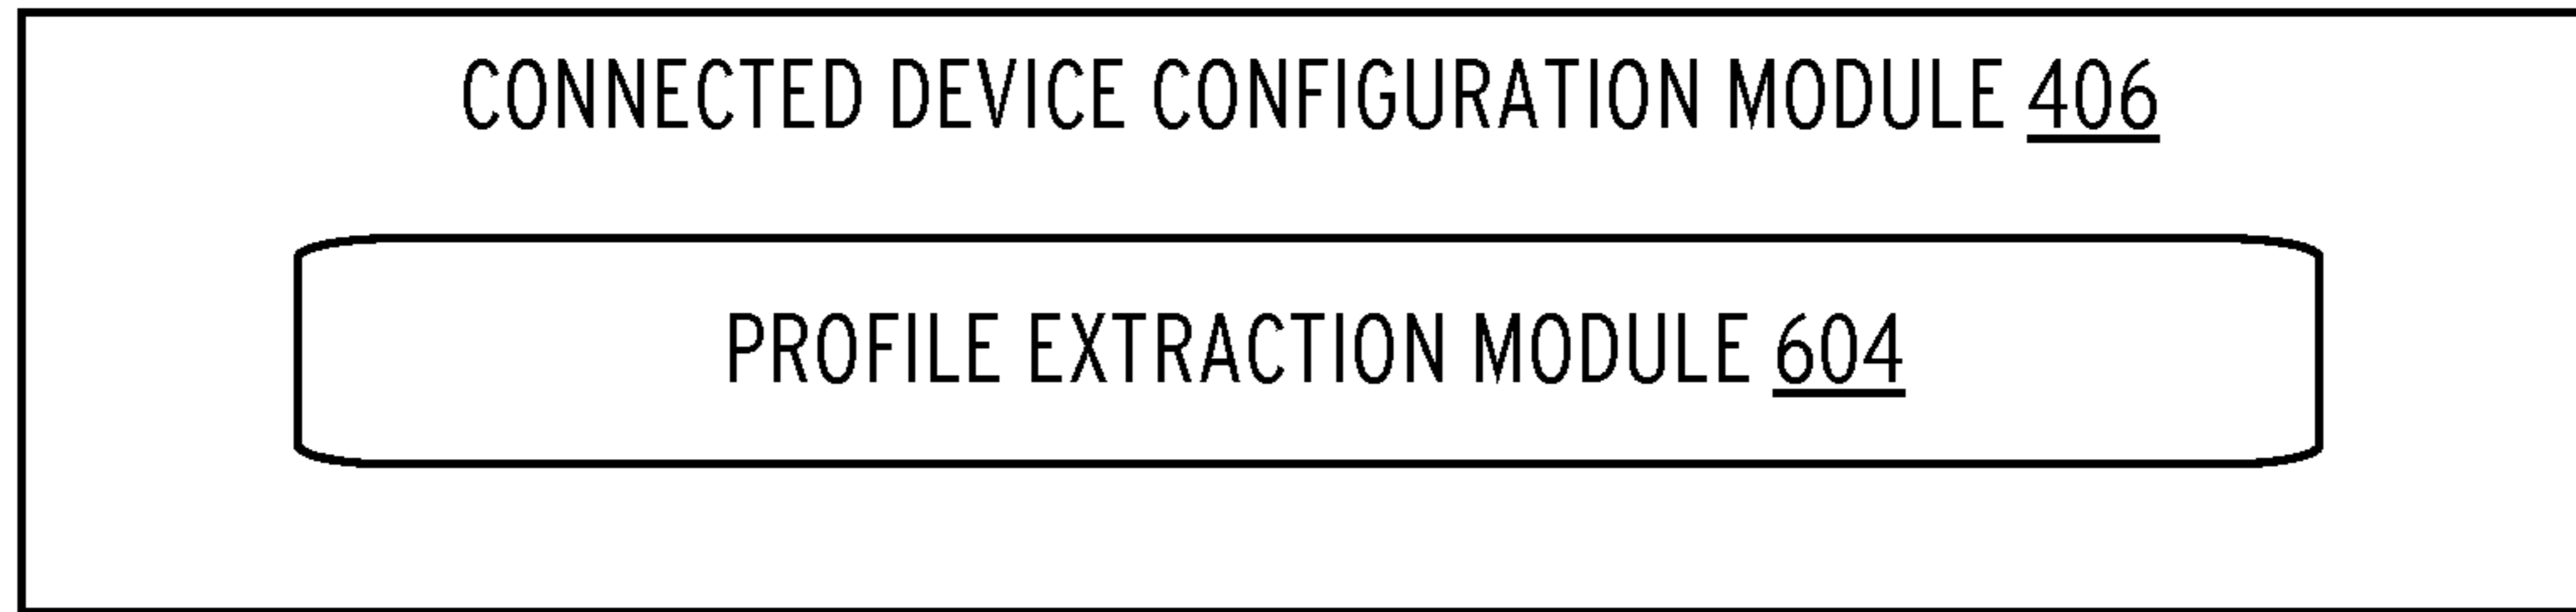 CONNECTED DEVICE CONFIGURATION MODULE 406
PROFILE EXTRACTION MODULE 604